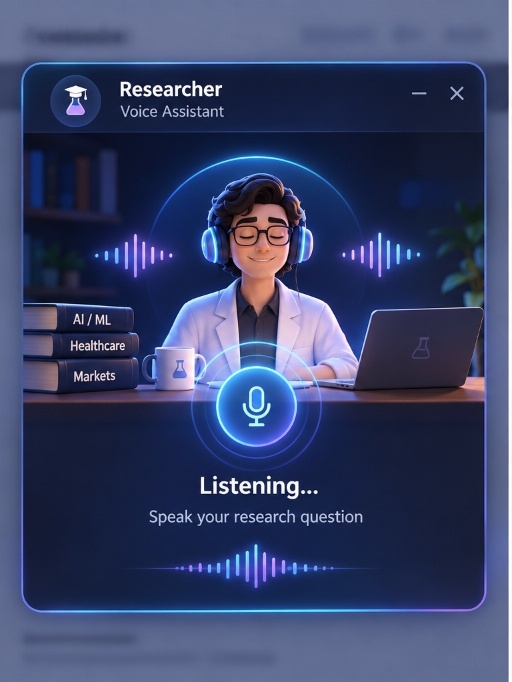 Researcher
Voice Assistant
AI / ML
Healthcare
Markets
Listening...
Speak your research question